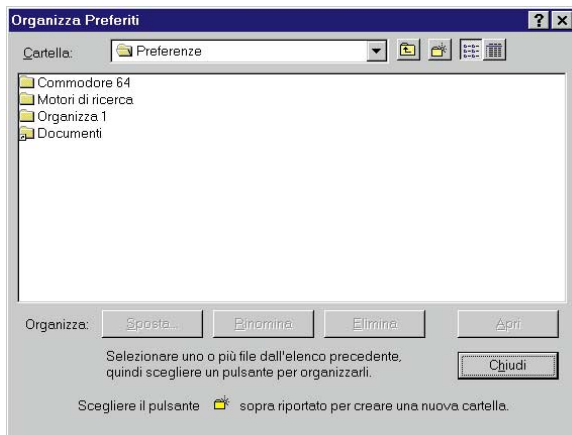 Organizza Preferiti
Cartella: Preferenze
Commodore 64
Motori di ricerca
Organizza 1
Documenti
Organizza: Sposta... Rinomina Elimina Apri
Selezionare uno o più file dall'elenco precedente,
quindi scegliere un pulsante per organizzarli.
Chiudi
Scegliere il pulsante sopra riportato per creare una nuova cartella.